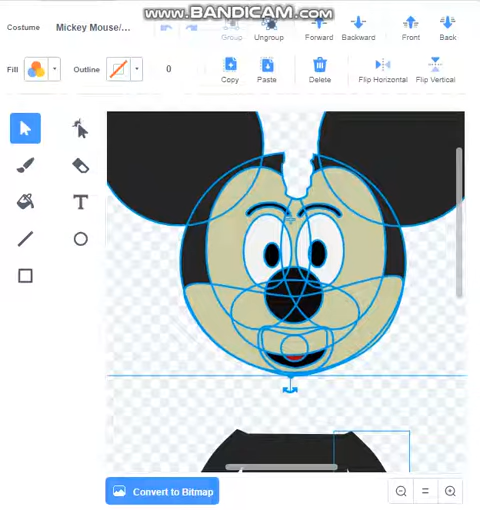 www.BANDICAM.com
Costume
Mickey Mouse/...
Group
Ungroup
Forward
Backward
Front
Back
Fill
Outline
0
Copy
Paste
Delete
Flip Horizontal
Flip Vertical
T
Convert to Bitmap